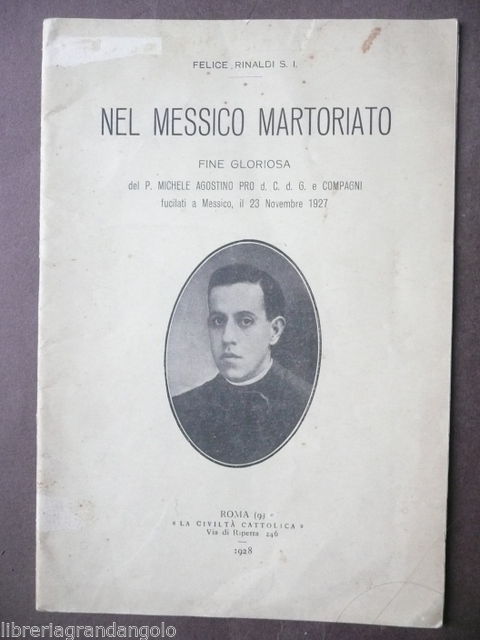 FELICE RINALDI S. I.
NEL MESSICO MARTORIATO
FINE GLORIOSA
del P. MICHELE AGOSTINO PRO d. C. d. G. e COMPAGNI
fucilati a Messico, il 23 Novembre 1927
ROMA (9)
« LA CIVILTÀ CATTOLICA »
Via di Ripetta 246
1928
libreriagrandangolo